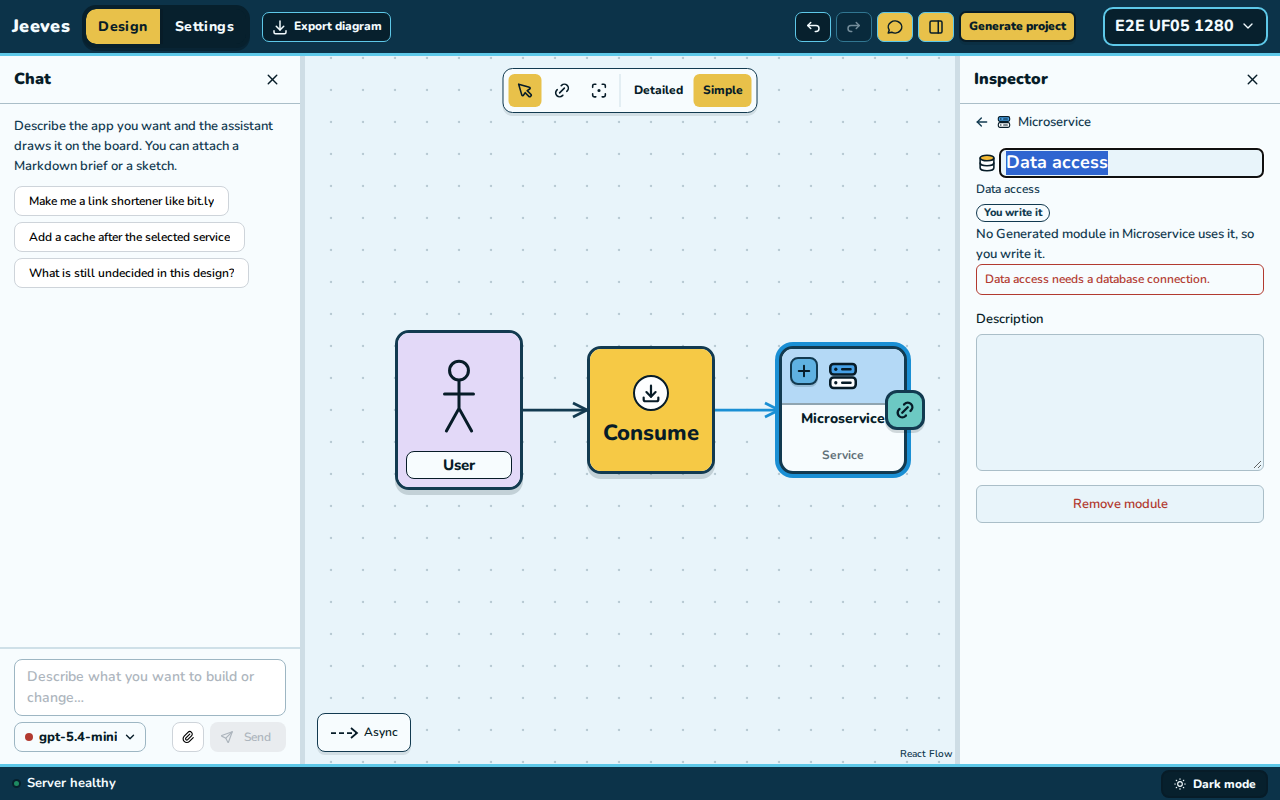 Jeeves
Design
Settings
Export diagram
Generate project
E2E UF05 1280
Chat
Describe the app you want and the assistant
draws it on the board. You can attach a
Markdown brief or a sketch.
Make me a link shortener like bit.ly
Add a cache after the selected service
What is still undecided in this design?
Describe what you want to build or
change...
gpt-5.4-mini
Send
Detailed
Simple
User
Consume
Microservice
Service
Async
React Flow
Inspector
Microservice
Data access
Data access
You write it
No Generated module in Microservice uses it, so
you write it.
Data access needs a database connection.
Description
Remove module
Server healthy
Dark mode